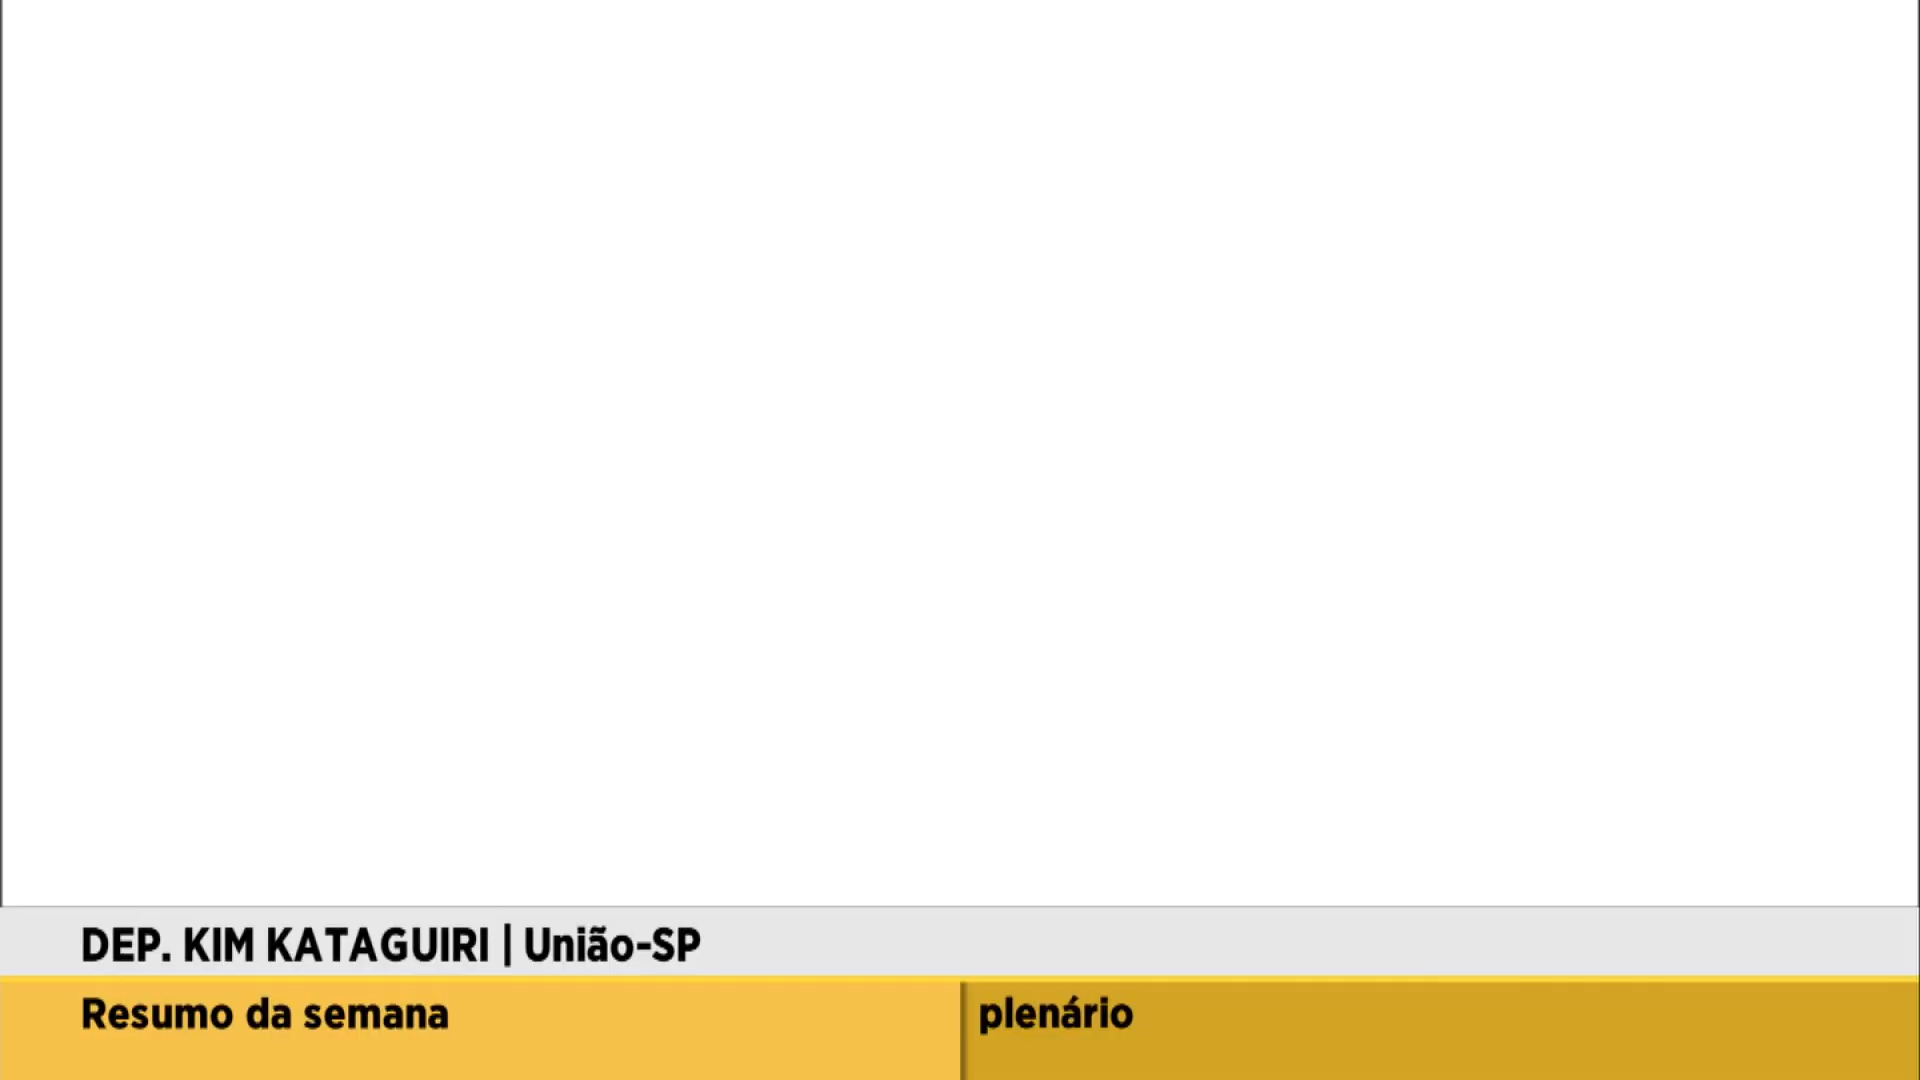 DEP. KIM KATAGUIRI | União-SP
Resumo da semana
plenário